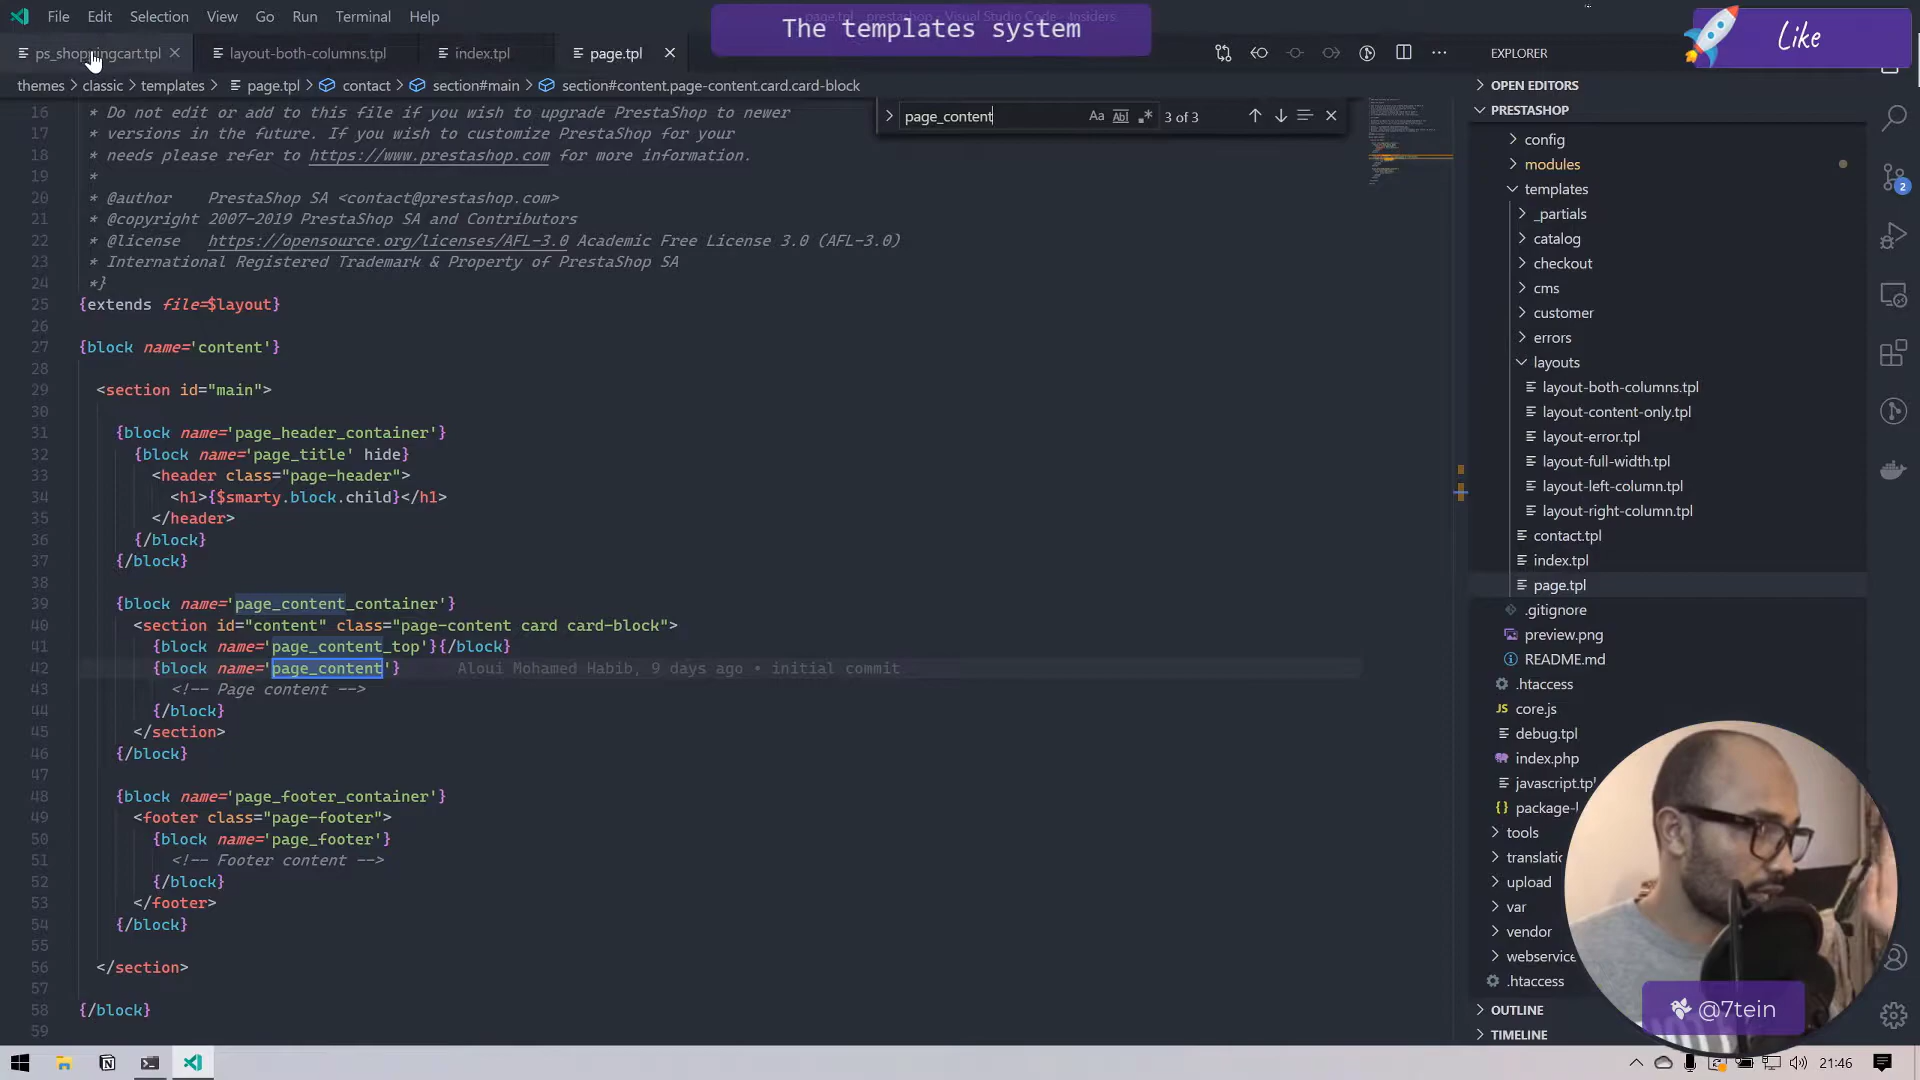 File Edit Selection View Go Run Terminal Help
The templates system
Like
ps_shoppingcart.tpl layout-both-columns.tpl index.tpl page.tpl
EXPLORER
themes > classic > templates > page.tpl > contact > section#main > section#content.page-content.card.card-block
page_content Aa Abl .* 3 of 3
16 * Do not edit or add to this file if you wish to upgrade PrestaShop to newer
17 * versions in the future. If you wish to customize PrestaShop for your
18 * needs please refer to https://www.prestashop.com for more information.
19 *
20 * @author PrestaShop SA <contact@prestashop.com>
21 * @copyright 2007-2019 PrestaShop SA and Contributors
22 * @license https://opensource.org/licenses/AFL-3.0 Academic Free License 3.0 (AFL-3.0)
23 * International Registered Trademark & Property of PrestaShop SA
24 *}
25 {extends file=$layout}
26
27 {block name='content'}
28
29 <section id="main">
30
31 {block name='page_header_container'}
32 {block name='page_title' hide}
33 <header class="page-header">
34 <h1>{$smarty.block.child}</h1>
35 </header>
36 {/block}
37 {/block}
38
39 {block name='page_content_container'}
40 <section id="content" class="page-content card card-block">
41 {block name='page_content_top'}{/block}
42 {block name='page_content'} Aloui Mohamed Habib, 9 days ago • initial commit
43 <!-- Page content -->
44 {/block}
45 </section>
46 {/block}
47
48 {block name='page_footer_container'}
49 <footer class="page-footer">
50 {block name='page_footer'}
51 <!-- Footer content -->
52 {/block}
53 </footer>
54 {/block}
55
56 </section>
57
58 {/block}
59
OPEN EDITORS
PRESTASHOP
config
modules
templates
_partials
catalog
checkout
cms
customer
errors
layouts
layout-both-columns.tpl
layout-content-only.tpl
layout-error.tpl
layout-full-width.tpl
layout-left-column.tpl
layout-right-column.tpl
contact.tpl
index.tpl
page.tpl
.gitignore
preview.png
README.md
.htaccess
JS core.js
debug.tpl
index.php
javascript.tpl
{} package-
tools
upload
var
vendor
.htaccess
OUTLINE
TIMELINE
2
@7tein
21:46